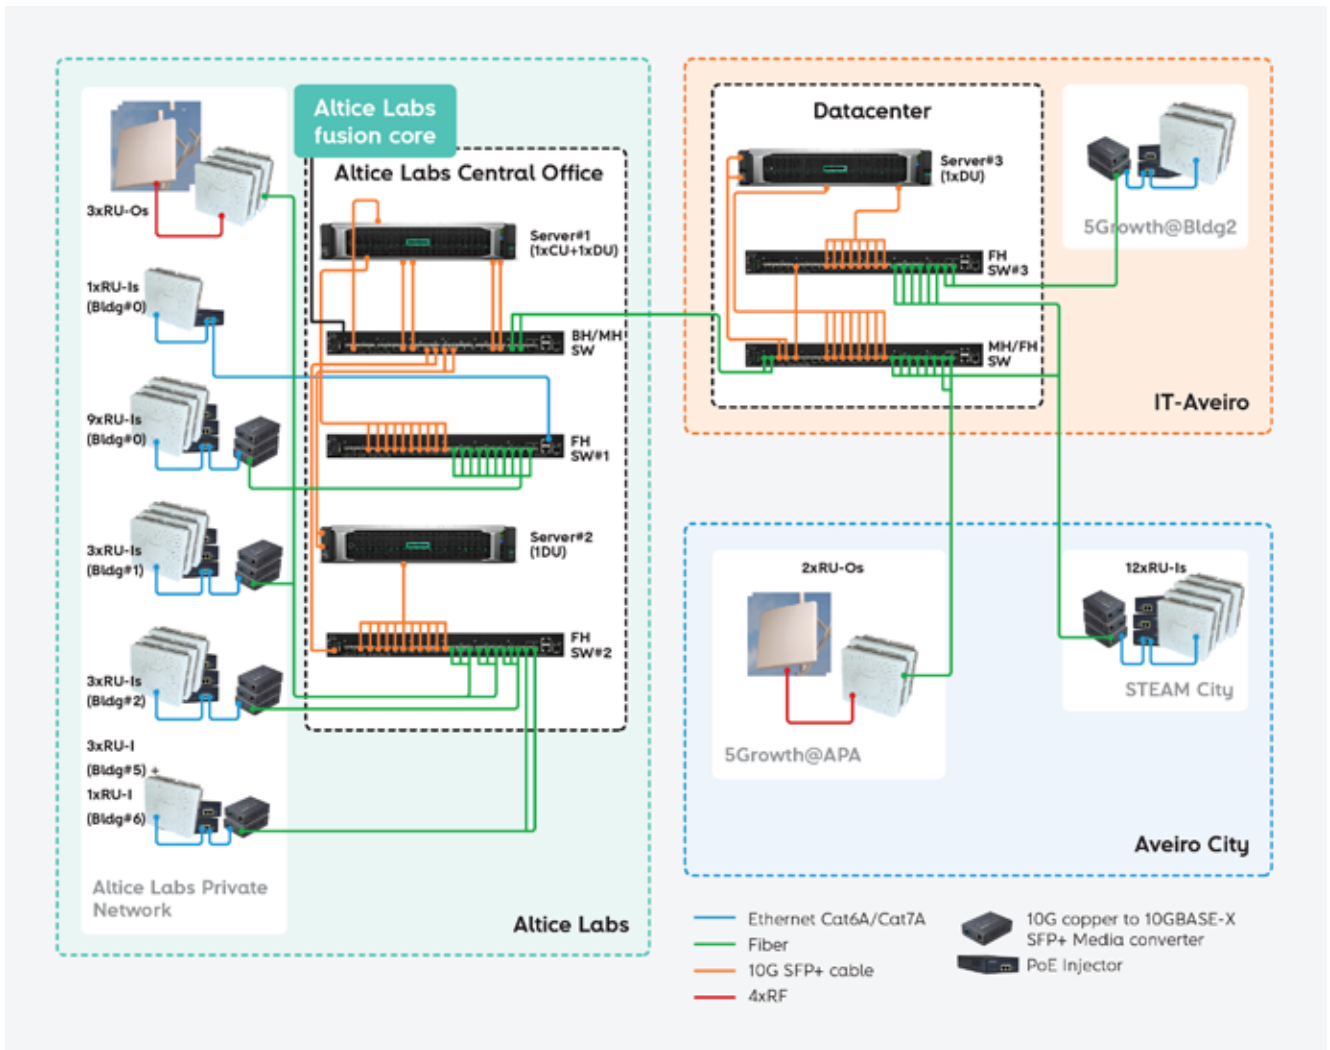 Altice Labs
fusion core
Altice Labs Central Office
3xRU-Os
Server#1
(1xCU+1xDU)
1xRU-Is
(Bldg#0)
BH/MH
SW
9xRU-Is
(Bldg#0)
FH
SW#1
3xRU-Is
(Bldg#1)
Server#2
(1DU)
FH
SW#2
3xRU-Is
(Bldg#2)
3xRU-I
(Bldg#5) +
1xRU-I
(Bldg#6)
Altice Labs Private
Network
Altice Labs
Datacenter
Server#3
(1xDU)
5Growth@Bldg2
FH
SW#3
MH/FH
SW
IT-Aveiro
2xRU-Os
5Growth@APA
12xRU-Is
STEAM City
Aveiro City
Ethernet Cat6A/Cat7A
Fiber
10G SFP+ cable
4xRF
10G copper to 10GBASE-X
SFP+ Media converter
PoE Injector